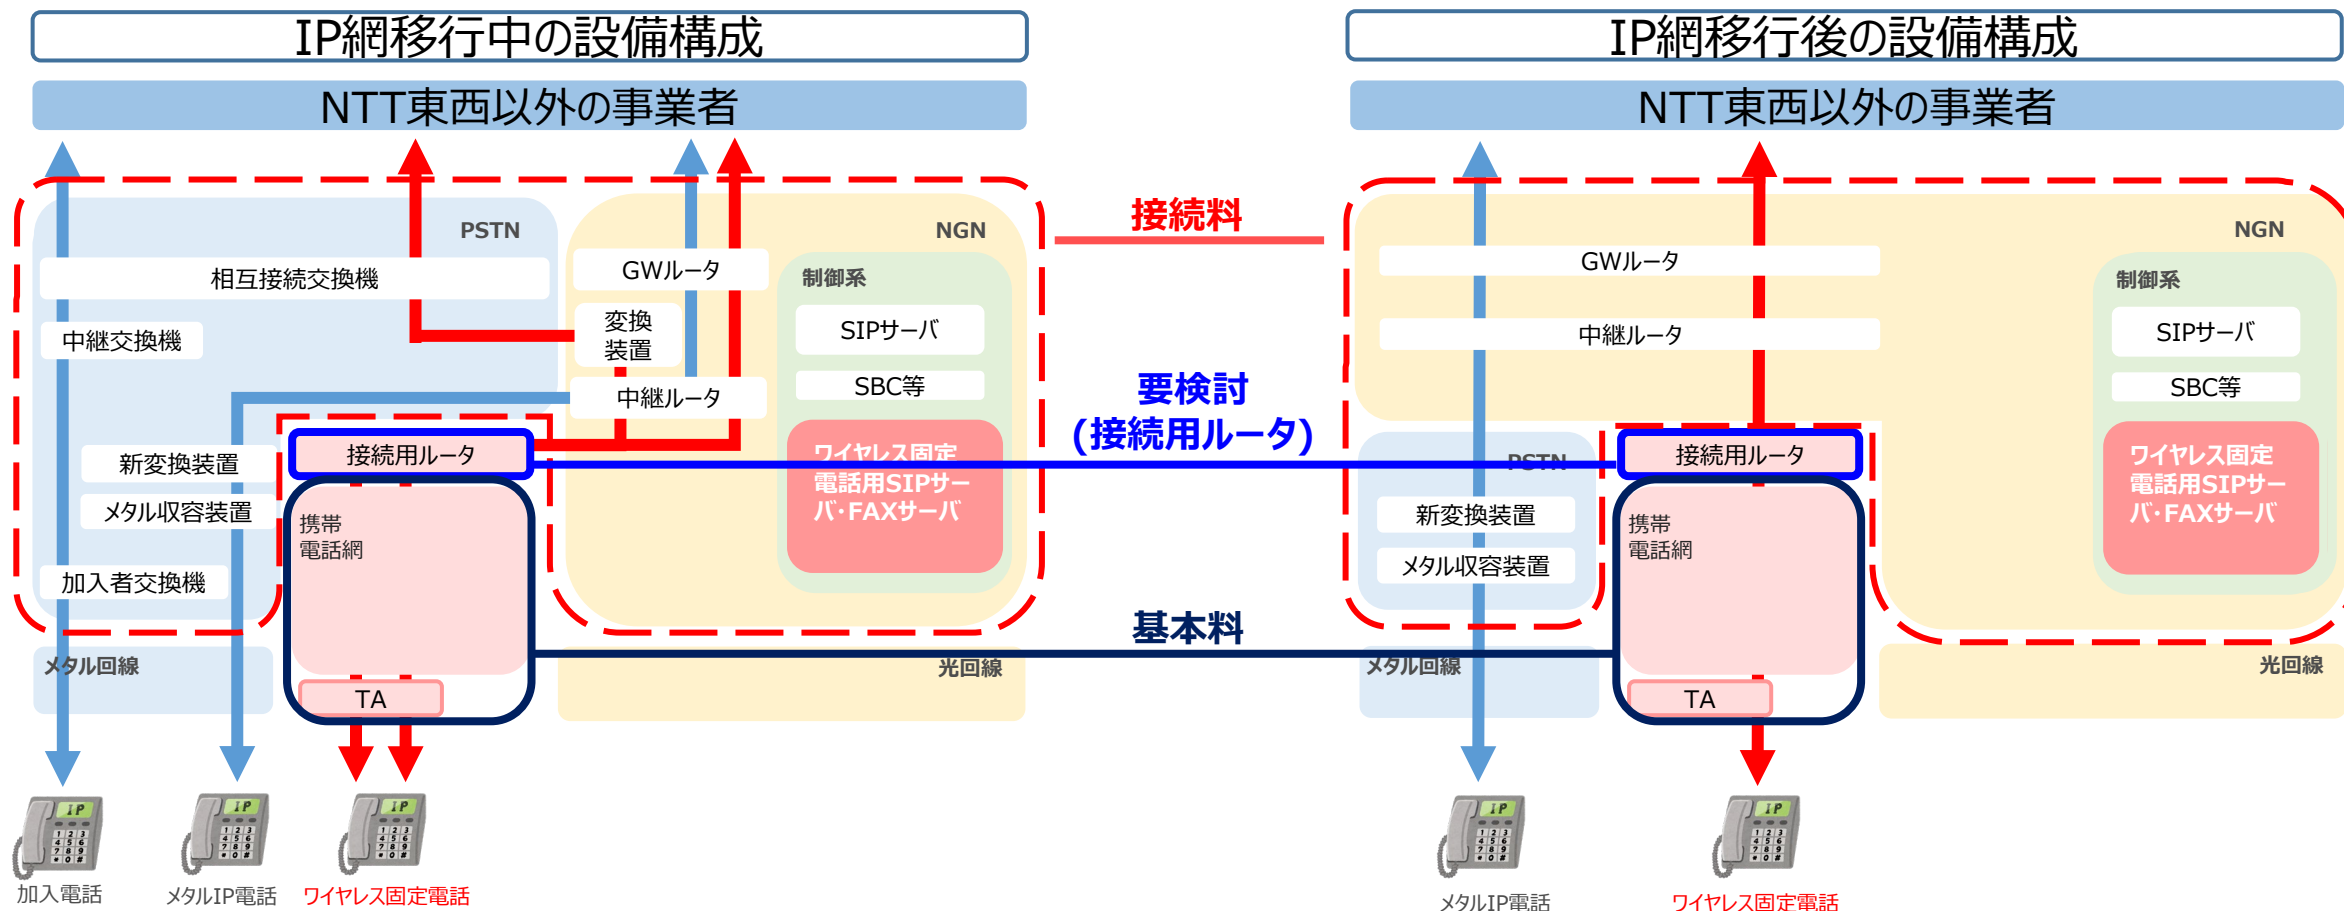 IP網移行中の設備構成
NTT東西以外の事業者
PSTN
NGN
相互接続交換機
GWルータ
制御系
中継交換機
変換
装置
SIPサーバ
中継ルータ
SBC等
新変換装置
接続用ルータ
ワイヤレス固定
電話用SIPサー
バ・FAXサーバ
メタル収容装置
携帯
電話網
加入者交換機
メタル回線
光回線
TA
加入電話
メタルIP電話
ワイヤレス固定電話
接続料
要検討
(接続用ルータ)
基本料
IP網移行後の設備構成
NTT東西以外の事業者
NGN
GWルータ
制御系
中継ルータ
SIPサーバ
SBC等
PSTN
接続用ルータ
ワイヤレス固定
電話用SIPサー
バ・FAXサーバ
新変換装置
携帯
電話網
メタル収容装置
メタル回線
光回線
TA
メタルIP電話
ワイヤレス固定電話